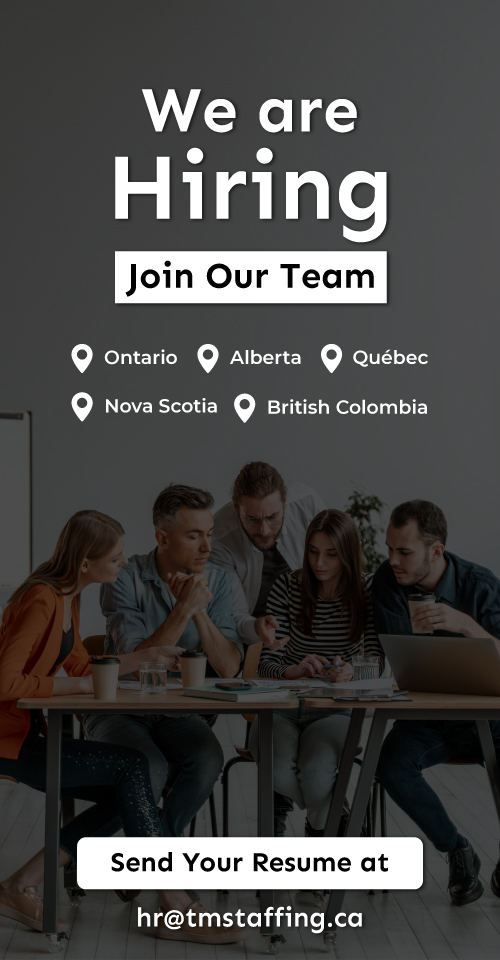 We are
Hiring
Join Our Team
Ontario Alberta Québec
Nova Scotia British Colombia
Send Your Resume at
hr@tmstaffing.ca